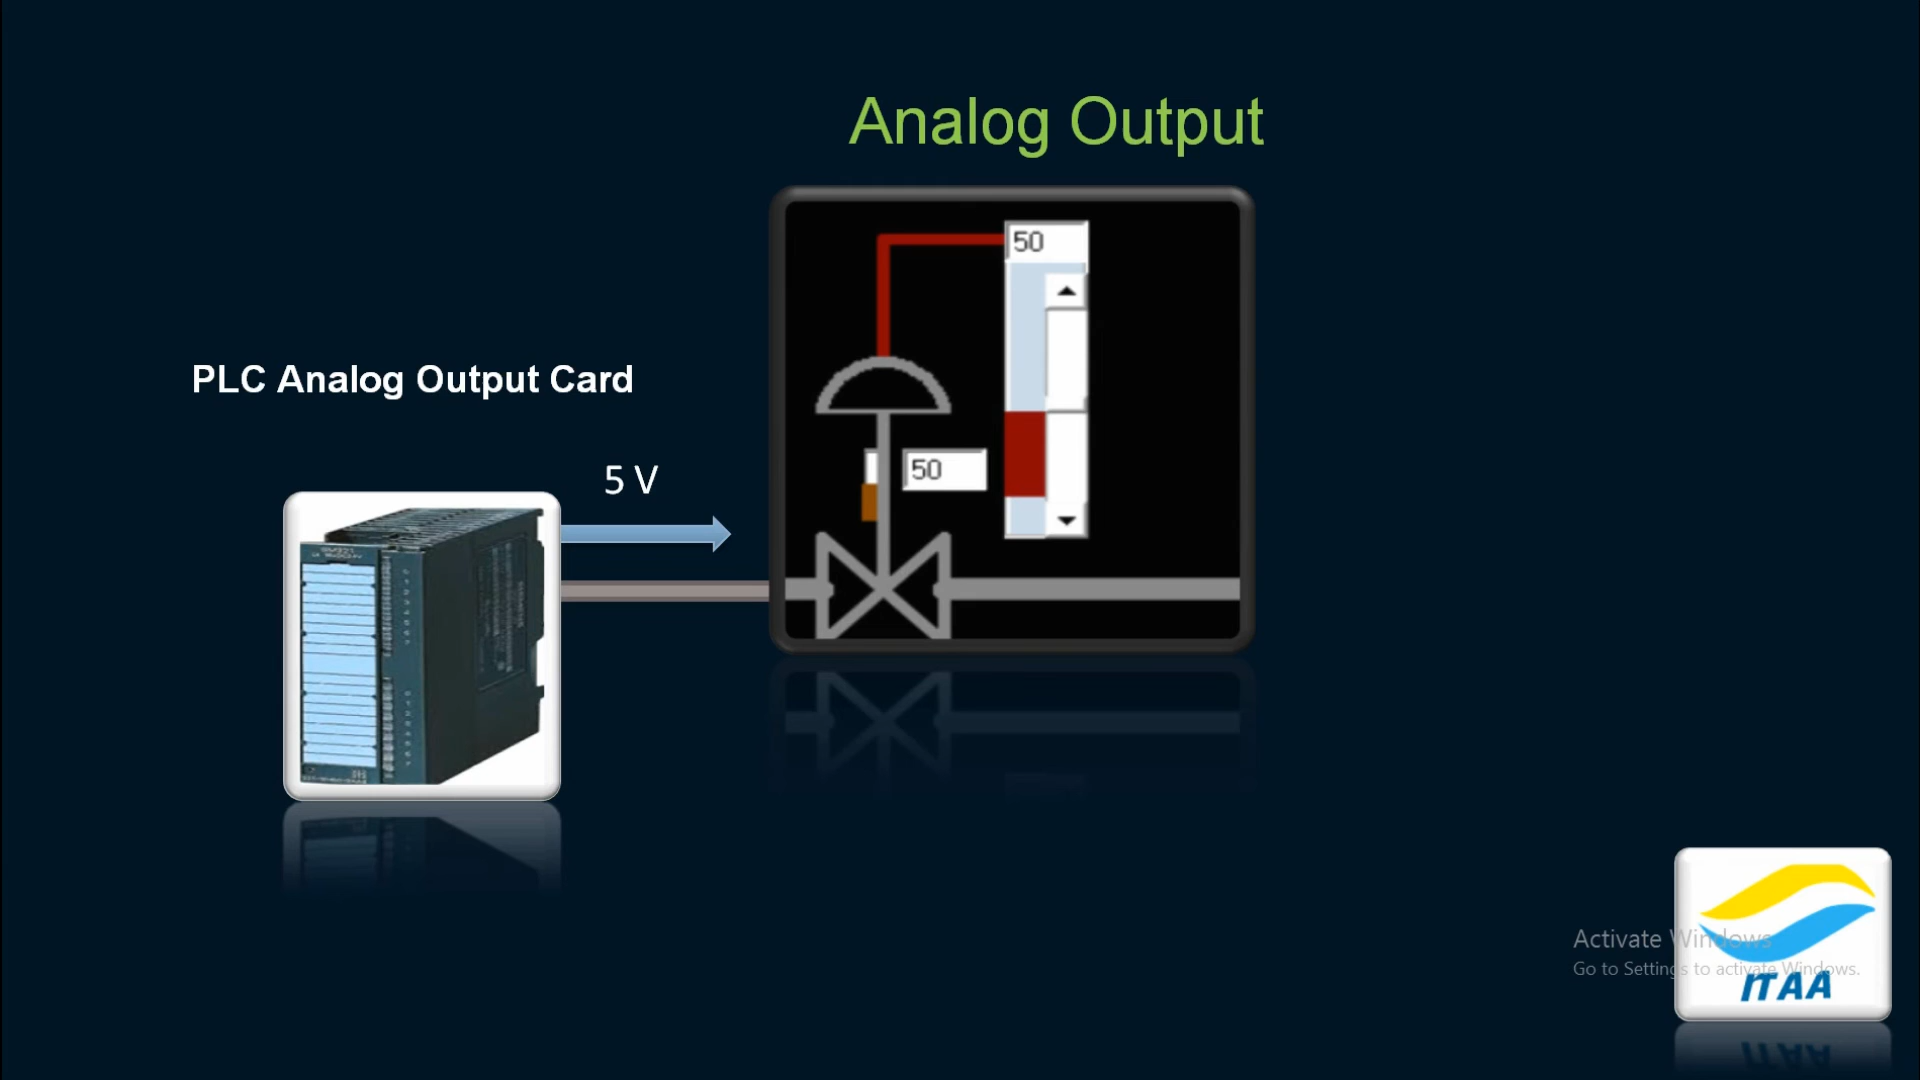 Analog Output
50
PLC Analog Output Card
50
5 V
Activate Windows
Go to Settings to activate Windows.
ITAA